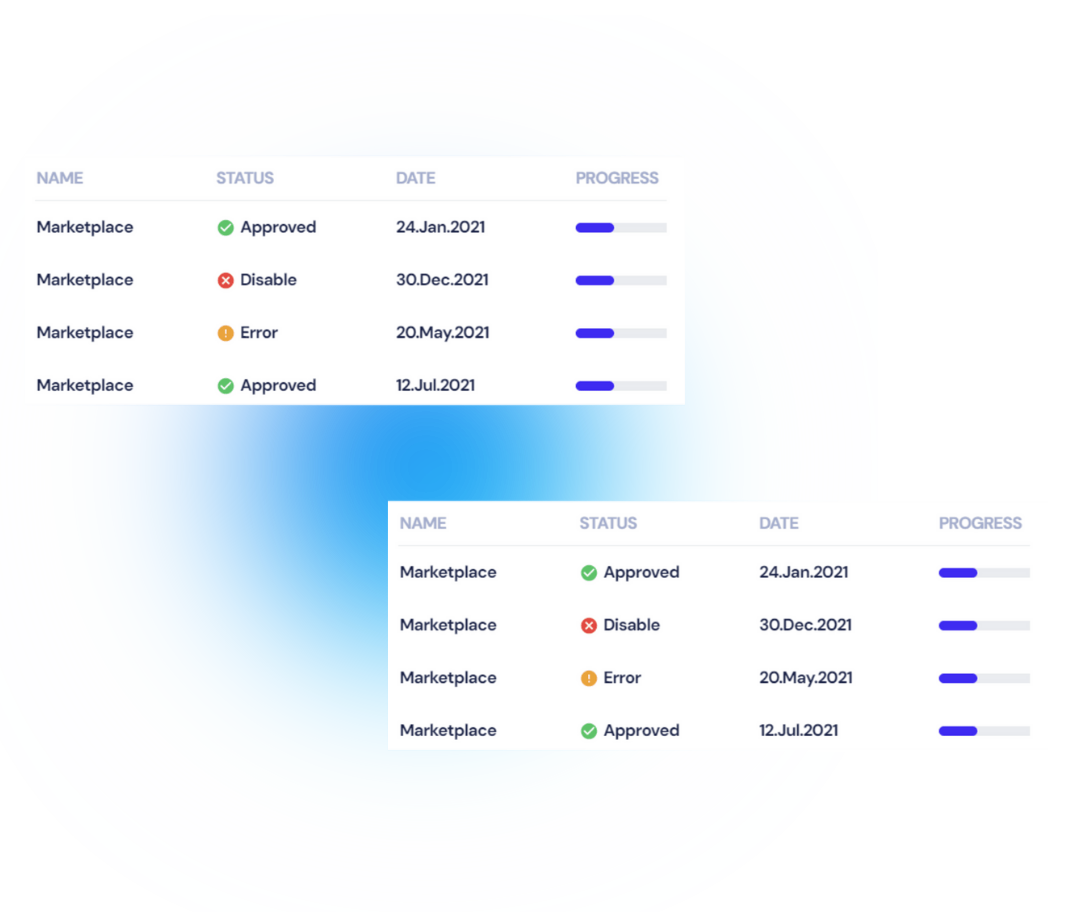 NAME STATUS DATE PROGRESS
Marketplace Approved 24.Jan.2021
Marketplace Disable 30.Dec.2021
Marketplace Error 20.May.2021
Marketplace Approved 12.Jul.2021
NAME STATUS DATE PROGRESS
Marketplace Approved 24.Jan.2021
Marketplace Disable 30.Dec.2021
Marketplace Error 20.May.2021
Marketplace Approved 12.Jul.2021